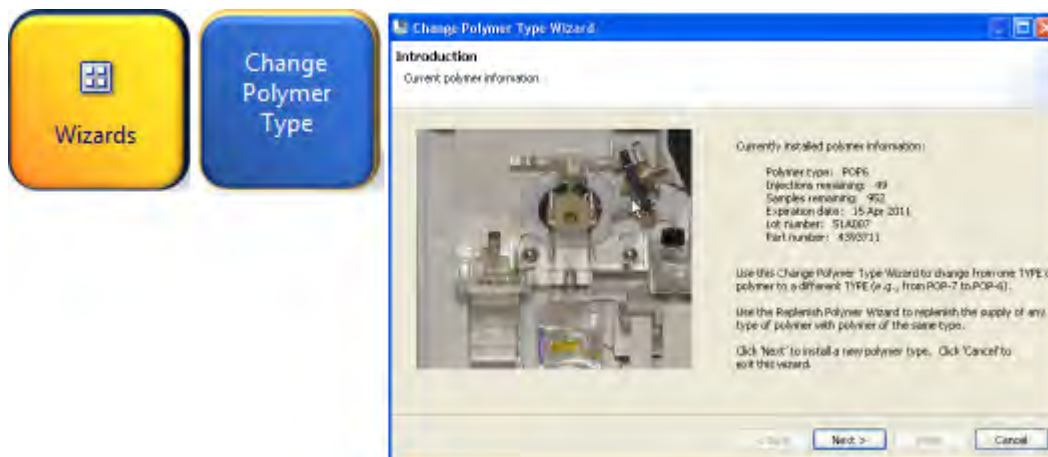 Wizards
Change
Polymer
Type
Change Polymer Type Wizard
Introduction
Current polymer information
Currently installed polymer information:
Polymer type: POP6
Injections remaining: 49
Samples remaining: 952
Expiration date: 15 Apr 2011
Lot number: S1A007
Part number: 4393711
Use this Change Polymer Type Wizard to change from one TYPE
polymer to a different TYPE (e.g., from POP-7 to POP-6).
Use the Replenish Polymer Wizard to replenish the supply of any
type of polymer with polymer of the same type.
Click 'Next' to install a new polymer type. Click 'Cancel' to
exit this wizard.
Next >
Cancel